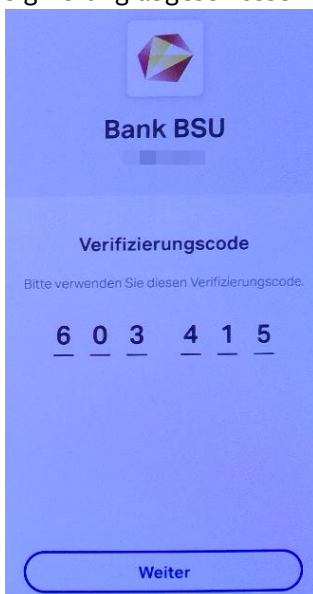 Bank BSU
Verifizierungscode
Bitte verwenden Sie diesen Verifizierungscode.
6 0 3 4 1 5
Weiter